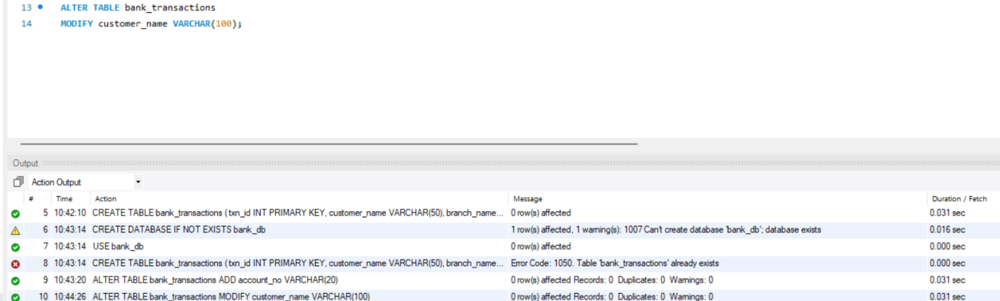 13 ALTER TABLE bank_transactions
14 MODIFY customer_name VARCHAR(100);
Output
Action Output
# Time Action Message Duration / Fetch
5 10:42:10 CREATE TABLE bank_transactions ( txn_id INT PRIMARY KEY, customer_name VARCHAR(50), branch_name... 0 row(s) affected 0.031 sec
6 10:43:14 CREATE DATABASE IF NOT EXISTS bank_db 1 row(s) affected, 1 warning(s): 1007 Can't create database 'bank_db'; database exists 0.016 sec
7 10:43:14 USE bank_db 0 row(s) affected 0.000 sec
8 10:43:14 CREATE TABLE bank_transactions ( txn_id INT PRIMARY KEY, customer_name VARCHAR(50), branch_name... Error Code: 1050. Table 'bank_transactions' already exists 0.000 sec
9 10:43:20 ALTER TABLE bank_transactions ADD account_no VARCHAR(20) 0 row(s) affected Records: 0 Duplicates: 0 Warnings: 0 0.031 sec
10 10:44:26 ALTER TABLE bank_transactions MODIFY customer_name VARCHAR(100) 0 row(s) affected Records: 0 Duplicates: 0 Warnings: 0 0.031 sec